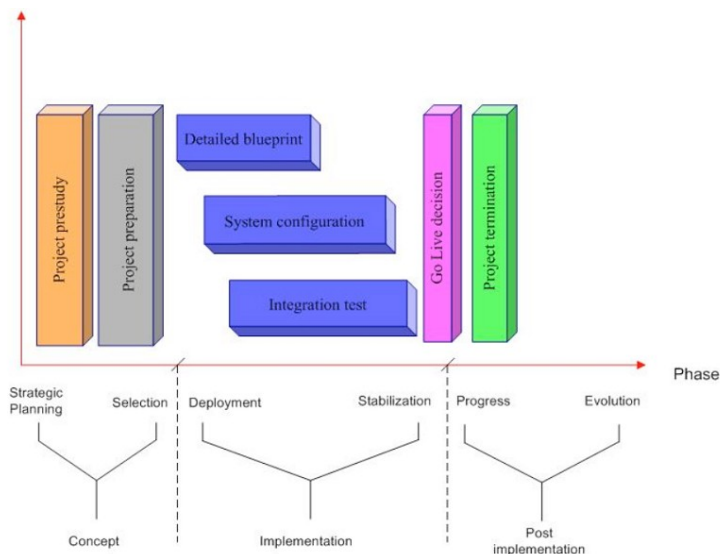 Project prestudy
Project preparation
Detailed blueprint
System configuration
Integration test
Go Live decision
Project termination
Phase
Strategic
Planning
Selection
Deployment
Stabilization
Progress
Evolution
Concept
Implementation
Post
implementation